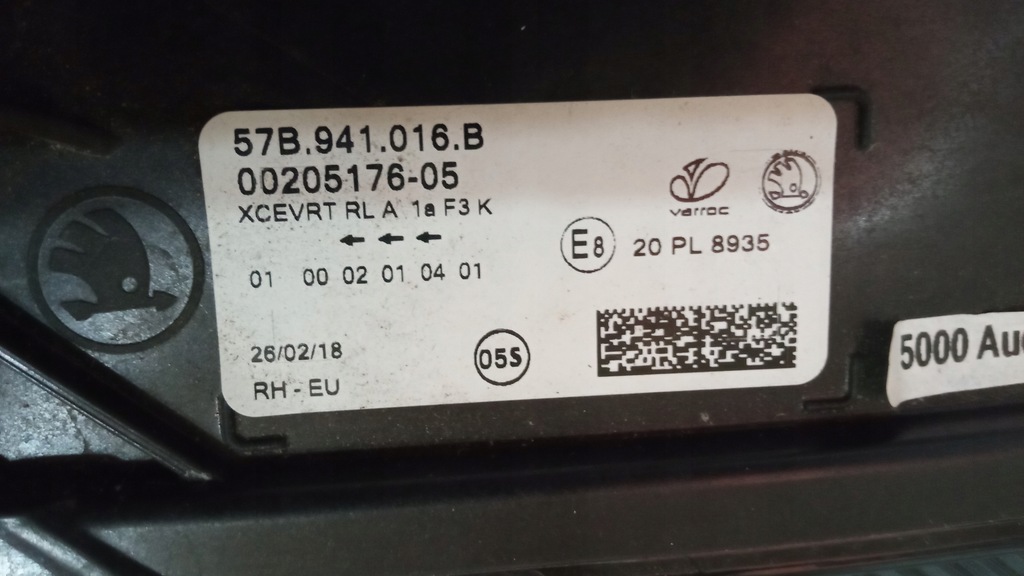 57B.941.016.B
00205176-05
XCEVRT RL A 1a F3 K
← ← ←
01 00 02 01 04 01
26/02/18
RH - EU
05S
varroc
E8 20 PL 8935
5000